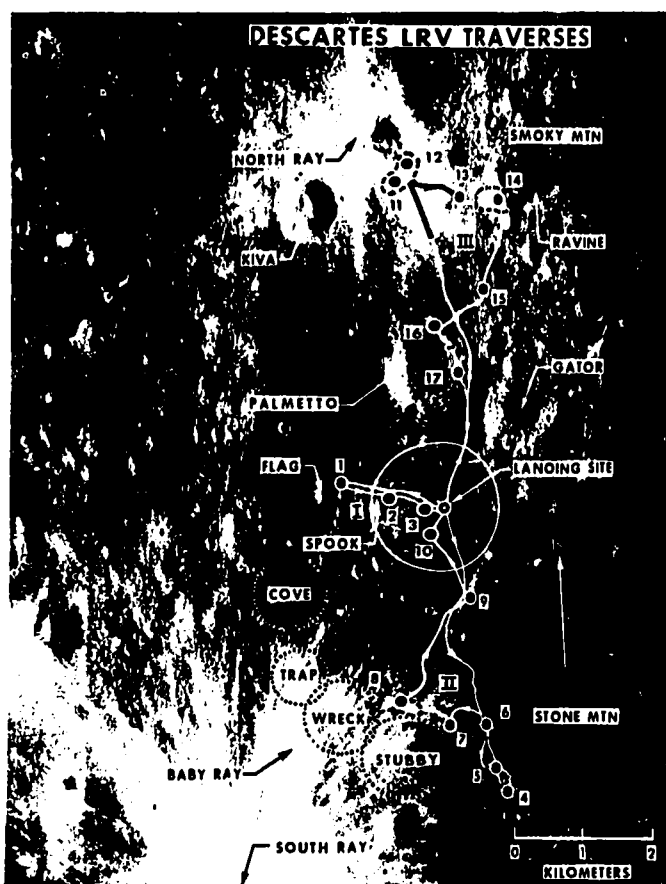 DESCARTES LRV TRAVERSES
SMOKY MTN
NORTH RAY
12
13
14
11
RAVINE
KIVA
III
15
16
GATOR
17
PALMETTO
FLAG
1
LANDING SITE
I
2
3
SPOOK
10
COVE
9
TRAP
8
II
WRECK
6
STONE MTN
7
STUBBY
BABY RAY
5
4
SOUTH RAY
0 1 2
KILOMETERS